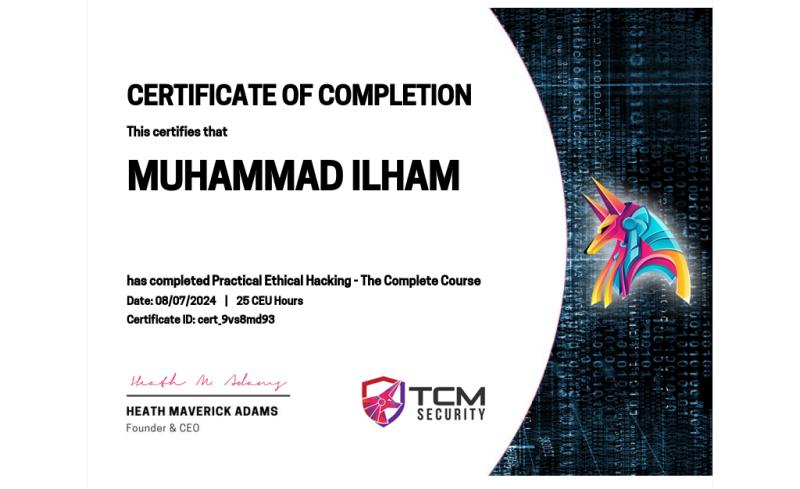 CERTIFICATE OF COMPLETION
This certifies that
MUHAMMAD ILHAM
has completed Practical Ethical Hacking - The Complete Course
Date: 08/07/2024 | 25 CEU Hours
Certificate ID: cert_9vs8md93
Heath M. Adams
HEATH MAVERICK ADAMS
Founder & CEO
TCM
SECURITY